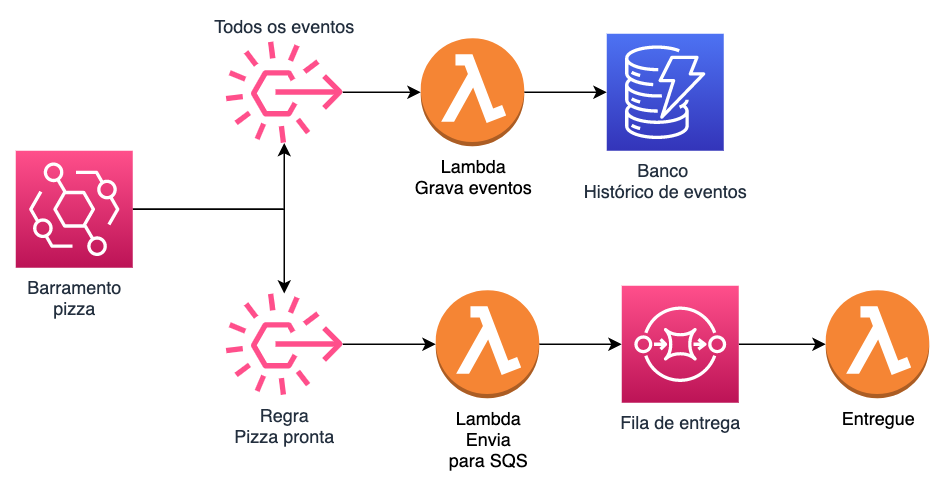 Todos os eventos
Lambda
Grava eventos
Banco
Histórico de eventos
Barramento
pizza
Regra
Pizza pronta
Lambda
Envia
para SQS
Fila de entrega
Entregue